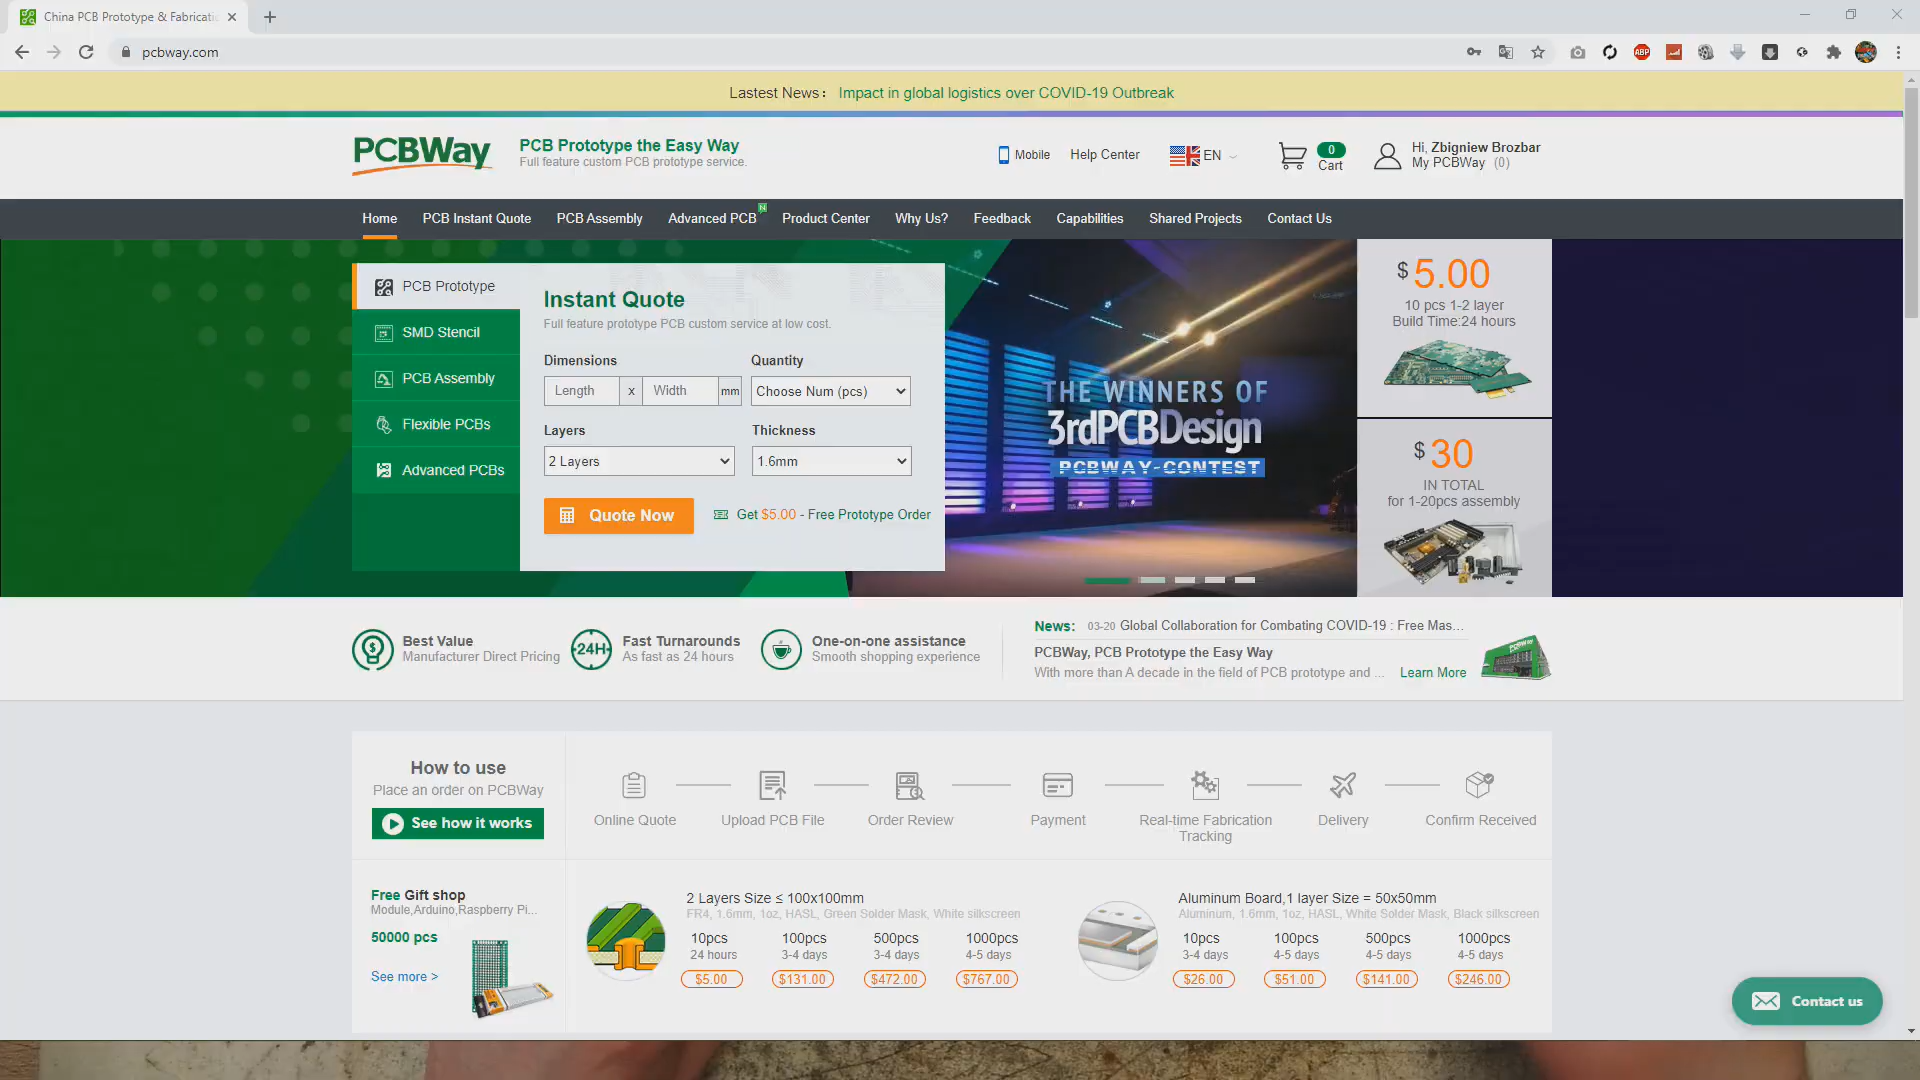 China PCB Prototype & Fabricati
pcbway.com
ABP
Lastest News： Impact in global logistics over COVID-19 Outbreak
PCBWay
PCB Prototype the Easy Way
Full feature custom PCB prototype service.
Mobile
Help Center
EN
0
Cart
Hi, Zbigniew Brozbar
My PCBWay (0)
Home
PCB Instant Quote
PCB Assembly
Advanced PCB
N
Product Center
Why Us?
Feedback
Capabilities
Shared Projects
Contact Us
PCB Prototype
SMD Stencil
PCB Assembly
Flexible PCBs
Advanced PCBs
Instant Quote
Full feature prototype PCB custom service at low cost.
Dimensions
Quantity
Length x Width mm
Choose Num (pcs)
Layers
Thickness
2 Layers
1.6mm
Quote Now
Get $5.00 - Free Prototype Order
THE WINNERS OF
3rdPCBDesign
PCBWAY-CONTEST
$ 5.00
10 pcs 1-2 layer
Build Time:24 hours
$ 30
IN TOTAL
for 1-20pcs assembly
Best Value
Manufacturer Direct Pricing
24H
Fast Turnarounds
As fast as 24 hours
One-on-one assistance
Smooth shopping experience
News: 03-20 Global Collaboration for Combating COVID-19 : Free Mas...
PCBWay, PCB Prototype the Easy Way
With more than A decade in the field of PCB prototype and ... Learn More
How to use
Place an order on PCBWay
See how it works
Online Quote
Upload PCB File
Order Review
Payment
Real-time Fabrication
Tracking
Delivery
Confirm Received
Free Gift shop
Module,Arduino,Raspberry Pi...
50000 pcs
See more >
2 Layers Size ≤ 100x100mm
FR4, 1.6mm, 1oz, HASL, Green Solder Mask, White silkscreen
10pcs 100pcs 500pcs 1000pcs
24 hours 3-4 days 3-4 days 4-5 days
$5.00 $131.00 $472.00 $767.00
Aluminum Board,1 layer Size = 50x50mm
Aluminum, 1.6mm, 1oz, HASL, White Solder Mask, Black silkscreen
10pcs 100pcs 500pcs 1000pcs
3-4 days 4-5 days 4-5 days 4-5 days
$26.00 $51.00 $141.00 $246.00
Contact us